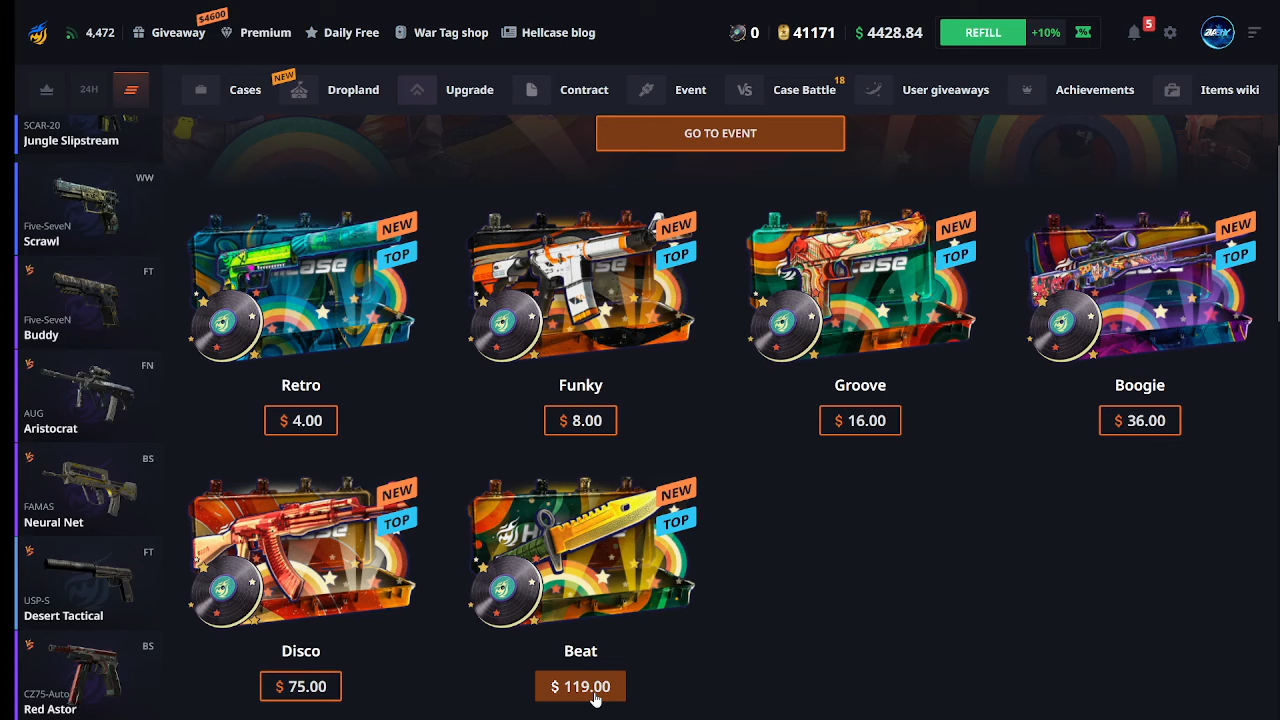 $4600
4,472 Giveaway Premium Daily Free War Tag shop Hellcase blog 0 41171 $ 4428.84 REFILL +10% 5
24H Cases NEW Dropland Upgrade Contract Event VS Case Battle 18 User giveaways Achievements Items wiki
GO TO EVENT
SCAR-20
Jungle Slipstream
WW
Five-SeveN
Scrawl
FT
Five-SeveN
Buddy
VS FN
AUG
Aristocrat
VS BS
FAMAS
Neural Net
VS FT
USP-S
Desert Tactical
VS BS
CZ75-Auto
Red Astor
NEW
TOP
Retro
$ 4.00
NEW
TOP
Funky
$ 8.00
NEW
TOP
Groove
$ 16.00
NEW
TOP
Boogie
$ 36.00
NEW
TOP
Disco
$ 75.00
NEW
TOP
Beat
$ 119.00